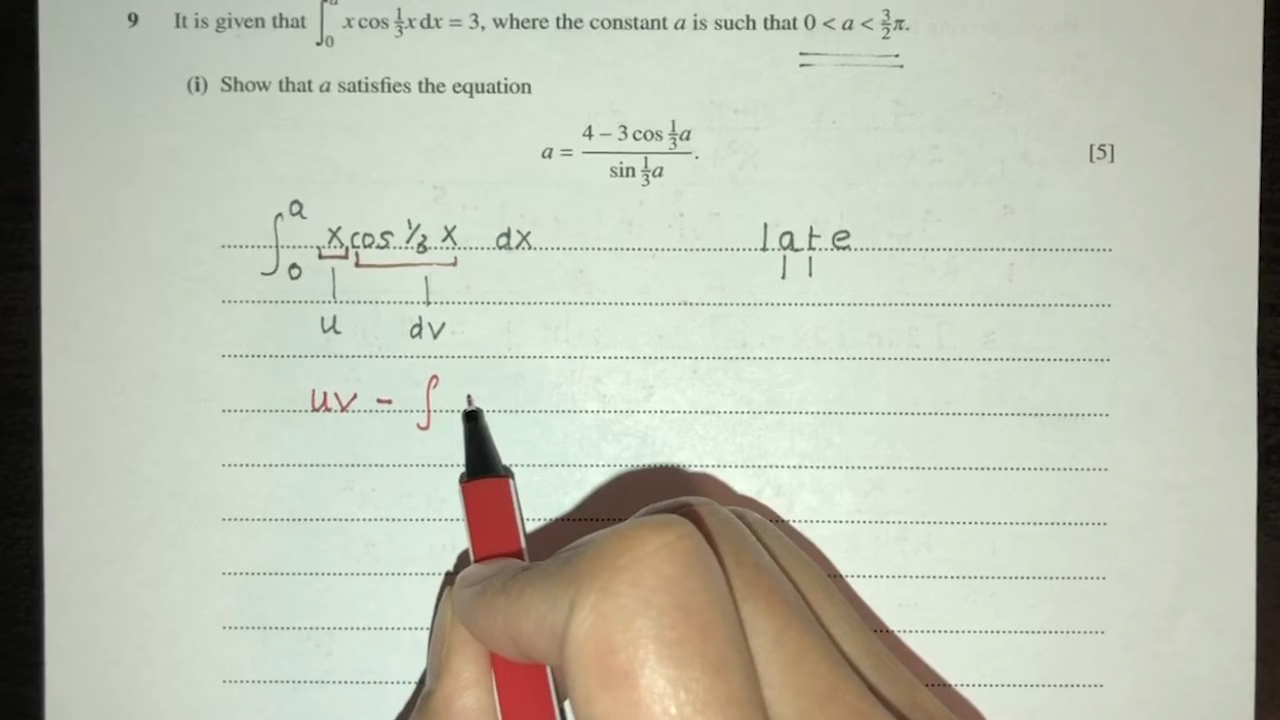 9 It is given that ∫₀ᵃ x cos ⅓x dx = 3, where the constant a is such that 0 < a < 3/2 π.
(i) Show that a satisfies the equation
a = (4 − 3 cos ⅓a) / (sin ⅓a). [5]
∫₀ᵃ x cos 1/3 x dx late
u dv
uv - ∫